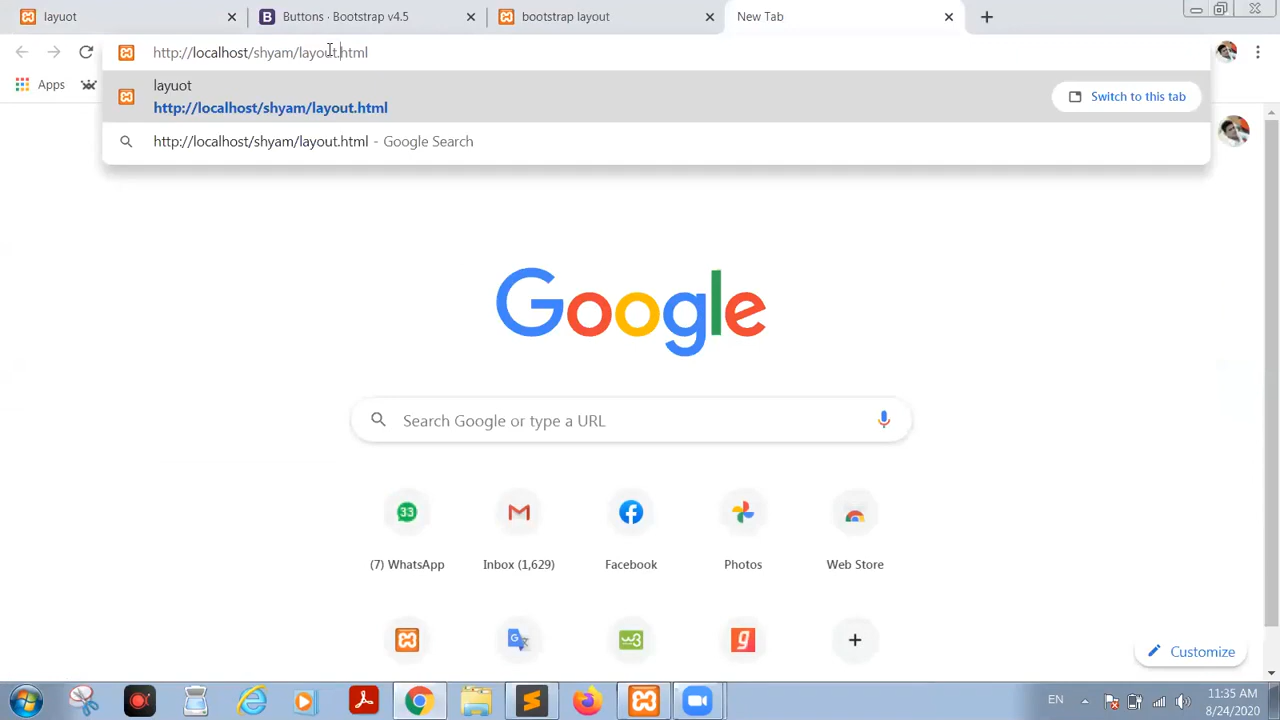 layuot
Buttons · Bootstrap v4.5
bootstrap layout
New Tab
http://localhost/shyam/layout.html
Apps
layuot
http://localhost/shyam/layout.html
Switch to this tab
http://localhost/shyam/layout.html - Google Search
Google
Search Google or type a URL
33
(7) WhatsApp
Inbox (1,629)
Facebook
Photos
Web Store
Customize
EN
11:35 AM
8/24/2020